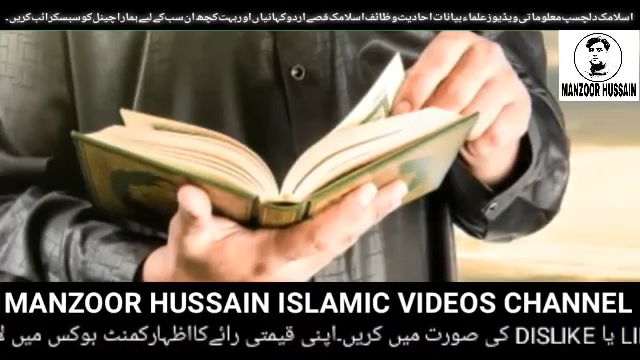 اسلامک دلچسپ معلوماتی ویڈیوز علماء بیانات احادیث وظائف اسلامک قصے اردو کہانیاں اور بہت کچھ ان سب کے لیے ہمارا چینل کو سبسکرائب کریں۔
MANZOOR HUSSAIN
MANZOOR HUSSAIN ISLAMIC VIDEOS CHANNEL
LI یا DISLIKE کی صورت میں کریں۔اپنی قیمتی رائے کااظہارکمنٹ بوکس میں لا